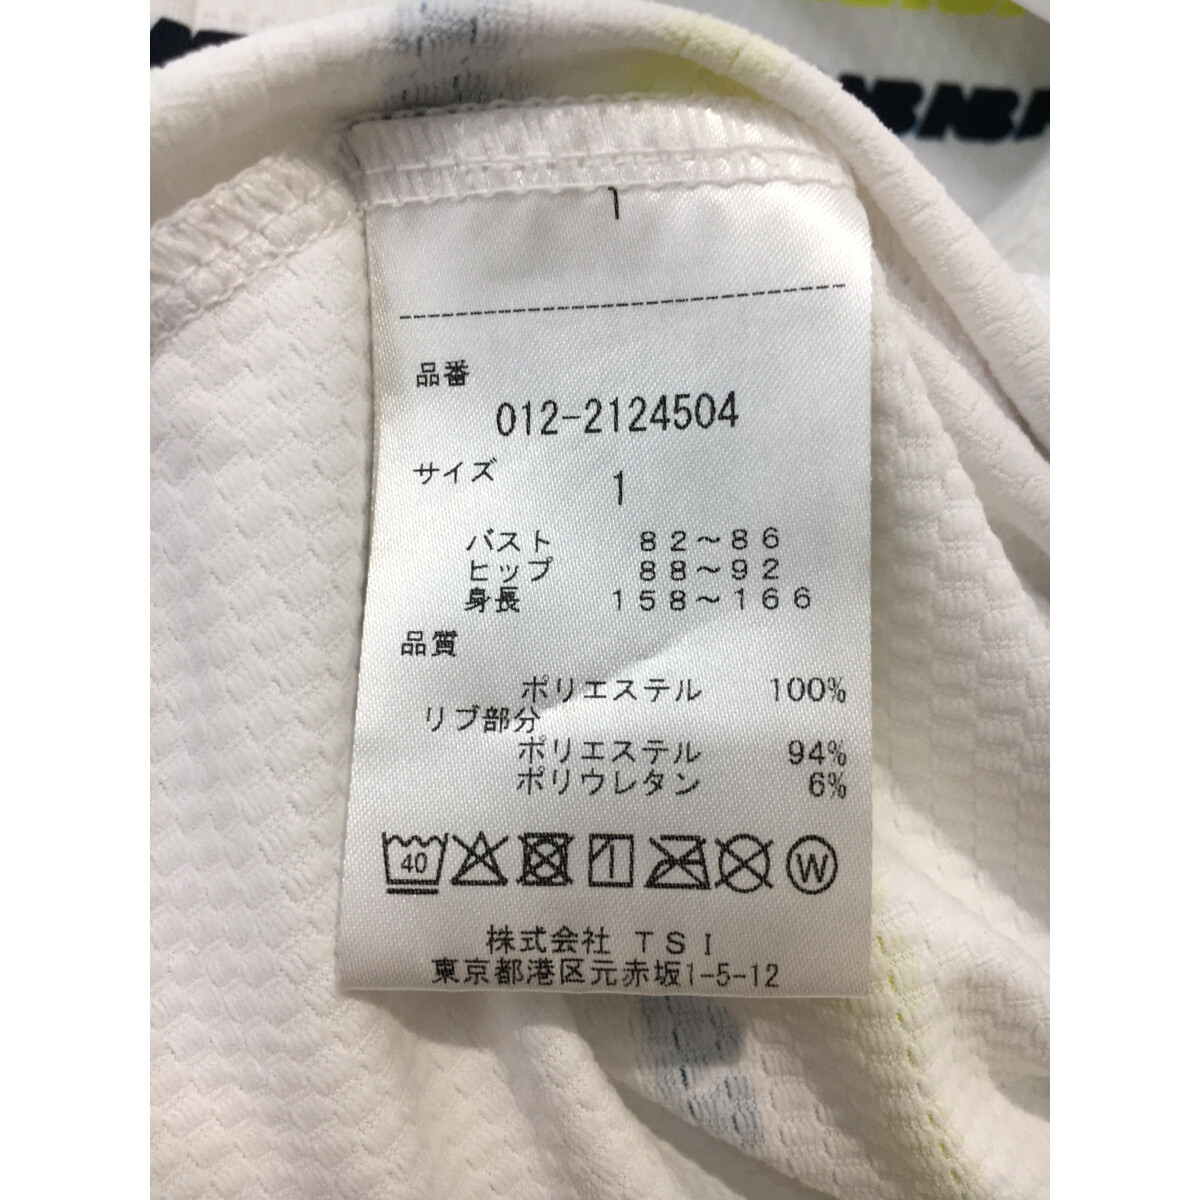 1
品番
012-2124504
サイズ
1
バスト 82〜86
ヒップ 88〜92
身長 158〜166
品質
ポリエステル 100%
リブ部分
ポリエステル 94%
ポリウレタン 6%
40 W
株式会社 TSI
東京都港区元赤坂1-5-12